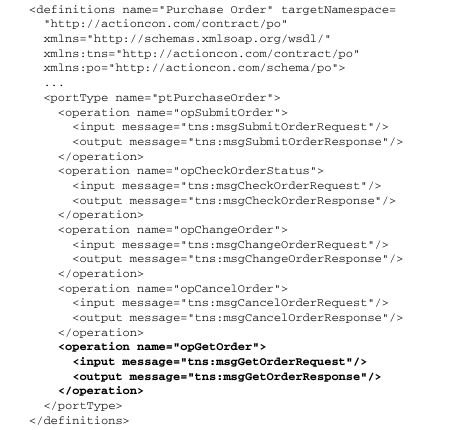 <definitions name="Purchase Order" targetNamespace=
"http://actioncon.com/contract/po"
xmlns="http://schemas.xmlsoap.org/wsdl/"
xmlns:tns="http://actioncon.com/contract/po"
xmlns:po="http://actioncon.com/schema/po">
...
<portType name="ptPurchaseOrder">
<operation name="opSubmitOrder">
<input message="tns:msgSubmitOrderRequest"/>
<output message="tns:msgSubmitOrderResponse"/>
</operation>
<operation name="opCheckOrderStatus">
<input message="tns:msgCheckOrderRequest"/>
<output message="tns:msgCheckOrderResponse"/>
</operation>
<operation name="opChangeOrder">
<input message="tns:msgChangeOrderRequest"/>
<output message="tns:msgChangeOrderResponse"/>
</operation>
<operation name="opCancelOrder">
<input message="tns:msgCancelOrderRequest"/>
<output message="tns:msgCancelOrderResponse"/>
</operation>
<operation name="opGetOrder">
<input message="tns:msgGetOrderRequest"/>
<output message="tns:msgGetOrderResponse"/>
</operation>
</portType>
</definitions>